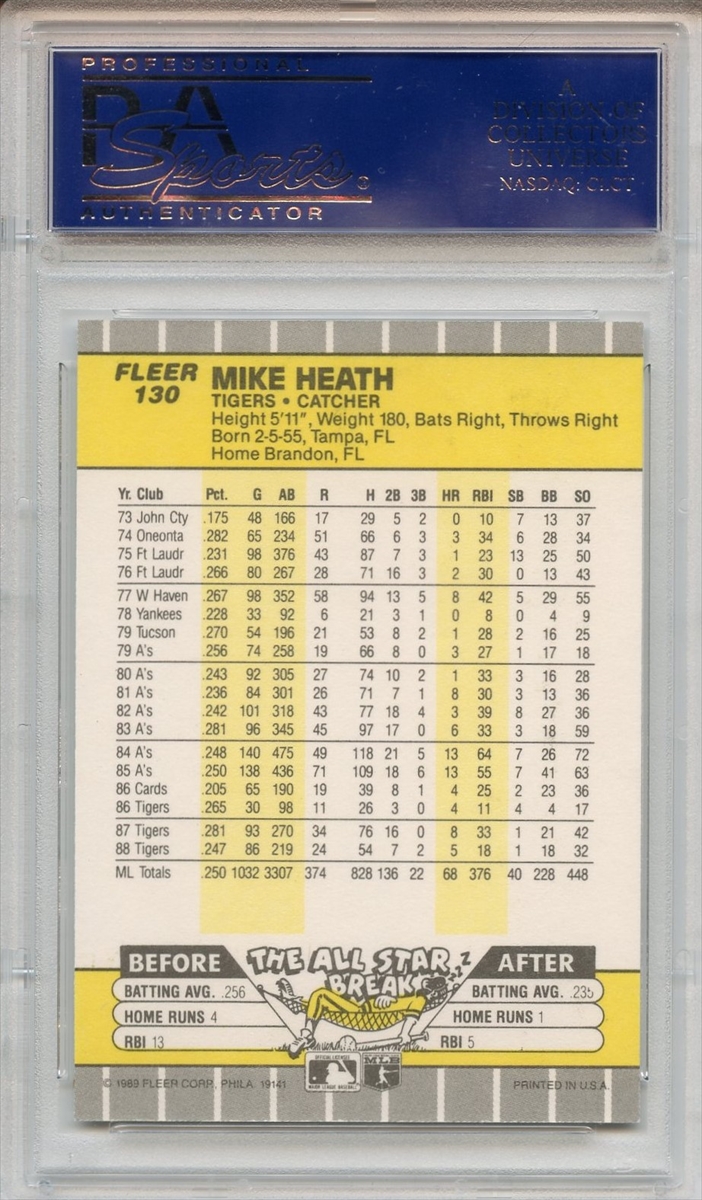 PROFESSIONAL
PSA
Sports®
AUTHENTICATOR
A
DIVISION OF
COLLECTORS
UNIVERSE
NASDAQ: CLCT
FLEER
130
MIKE HEATH
TIGERS • CATCHER
Height 5'11", Weight 180, Bats Right, Throws Right
Born 2-5-55, Tampa, FL
Home Brandon, FL
Yr. Club Pct. G AB R H 2B 3B HR RBI SB BB SO
73 John Cty .175 48 166 17 29 5 2 0 10 7 13 37
74 Oneonta .282 65 234 51 66 6 3 3 34 6 28 34
75 Ft Laudr .231 98 376 43 87 7 3 1 23 13 25 50
76 Ft Laudr .266 80 267 28 71 16 3 2 30 0 13 43
77 W Haven .267 98 352 58 94 13 5 8 42 5 29 55
78 Yankees .228 33 92 6 21 3 1 0 8 0 4 9
79 Tucson .270 54 196 21 53 8 2 1 28 2 16 25
79 A's .256 74 258 19 66 8 0 3 27 1 17 18
80 A's .243 92 305 27 74 10 2 1 33 3 16 28
81 A's .236 84 301 26 71 7 1 8 30 3 13 36
82 A's .242 101 318 43 77 18 4 3 39 8 27 36
83 A's .281 96 345 45 97 17 0 6 33 3 18 59
84 A's .248 140 475 49 118 21 5 13 64 7 26 72
85 A's .250 138 436 71 109 18 6 13 55 7 41 63
86 Cards .205 65 190 19 39 8 1 4 25 2 23 36
86 Tigers .265 30 98 11 26 3 0 4 11 4 4 17
87 Tigers .281 93 270 34 76 16 0 8 33 1 21 42
88 Tigers .247 86 219 24 54 7 2 5 18 1 18 32
ML Totals .250 1032 3307 374 828 136 22 68 376 40 228 448
BEFORE THE ALL STAR BREAK ZZZ AFTER
BATTING AVG. .256 BATTING AVG. .235
HOME RUNS 4 HOME RUNS 1
RBI 13 RBI 5
OFFICIAL LICENSEE
MAJOR LEAGUE BASEBALL
MLB
© 1989 FLEER CORP., PHILA. 19141 PRINTED IN U.S.A.